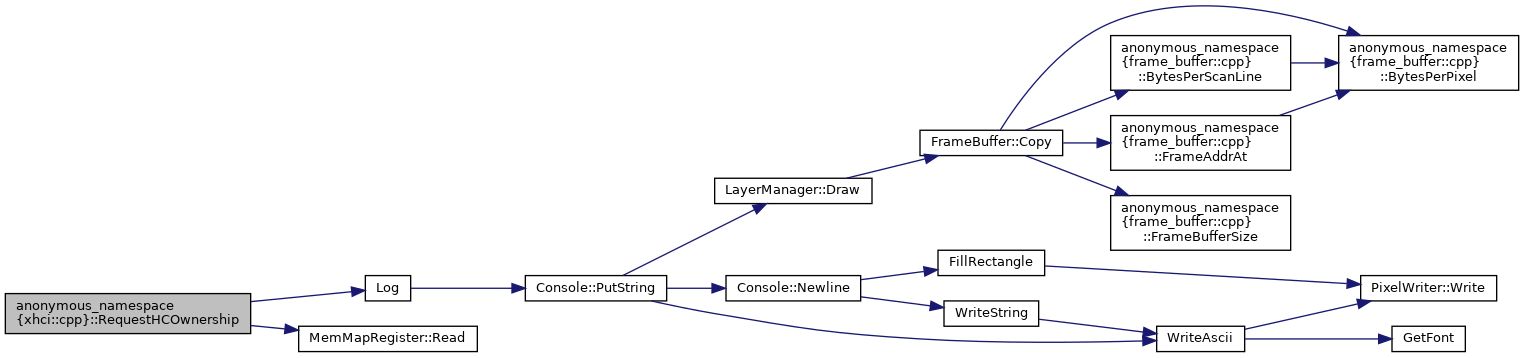 anonymous_namespace
{xhci::cpp}::RequestHCOwnership
Log
MemMapRegister::Read
Console::PutString
LayerManager::Draw
Console::Newline
FrameBuffer::Copy
FillRectangle
WriteString
anonymous_namespace
{frame_buffer::cpp}
::BytesPerScanLine
anonymous_namespace
{frame_buffer::cpp}
::FrameAddrAt
anonymous_namespace
{frame_buffer::cpp}
::FrameBufferSize
WriteAscii
anonymous_namespace
{frame_buffer::cpp}
::BytesPerPixel
PixelWriter::Write
GetFont